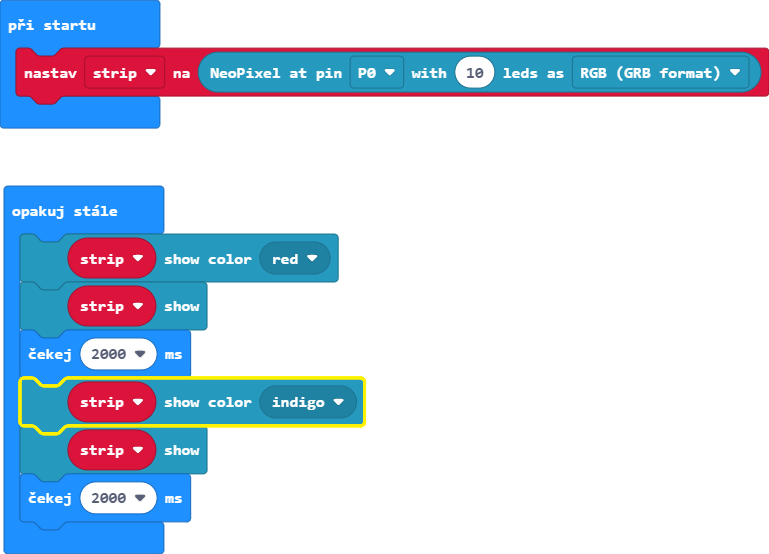 při startu
nastav strip na NeoPixel at pin P0 with 10 leds as RGB (GRB format)
opakuj stále
strip show color red
strip show
čekej 2000 ms
strip show color indigo
strip show
čekej 2000 ms